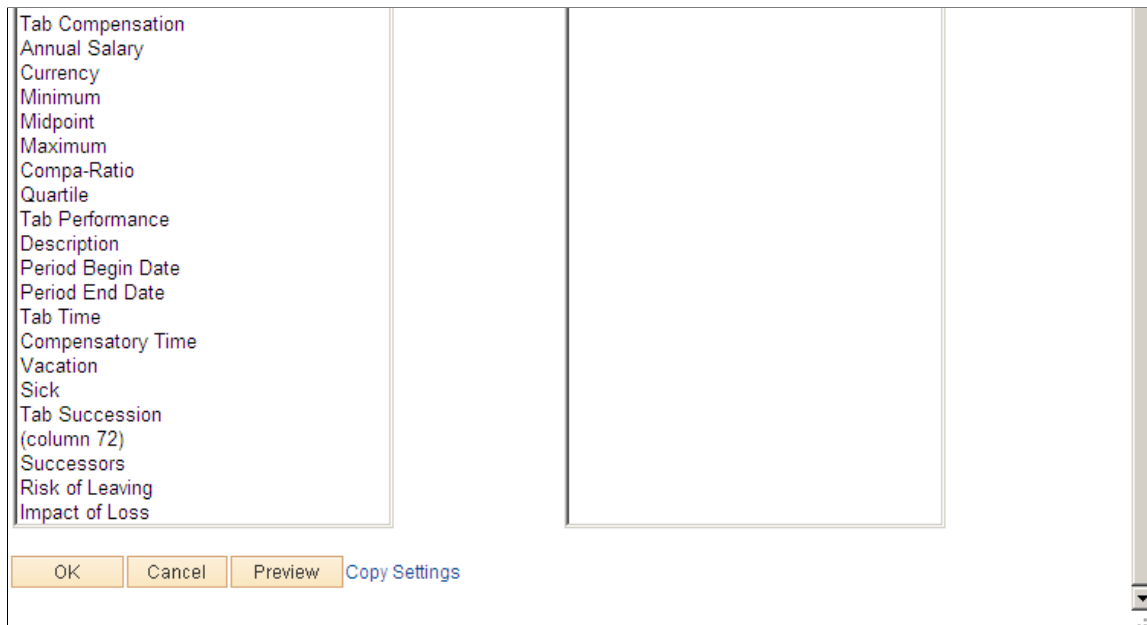 Tab Compensation
Annual Salary
Currency
Minimum
Midpoint
Maximum
Compa-Ratio
Quartile
Tab Performance
Description
Period Begin Date
Period End Date
Tab Time
Compensatory Time
Vacation
Sick
Tab Succession
(column 72)
Successors
Risk of Leaving
Impact of Loss
OK Cancel Preview Copy Settings